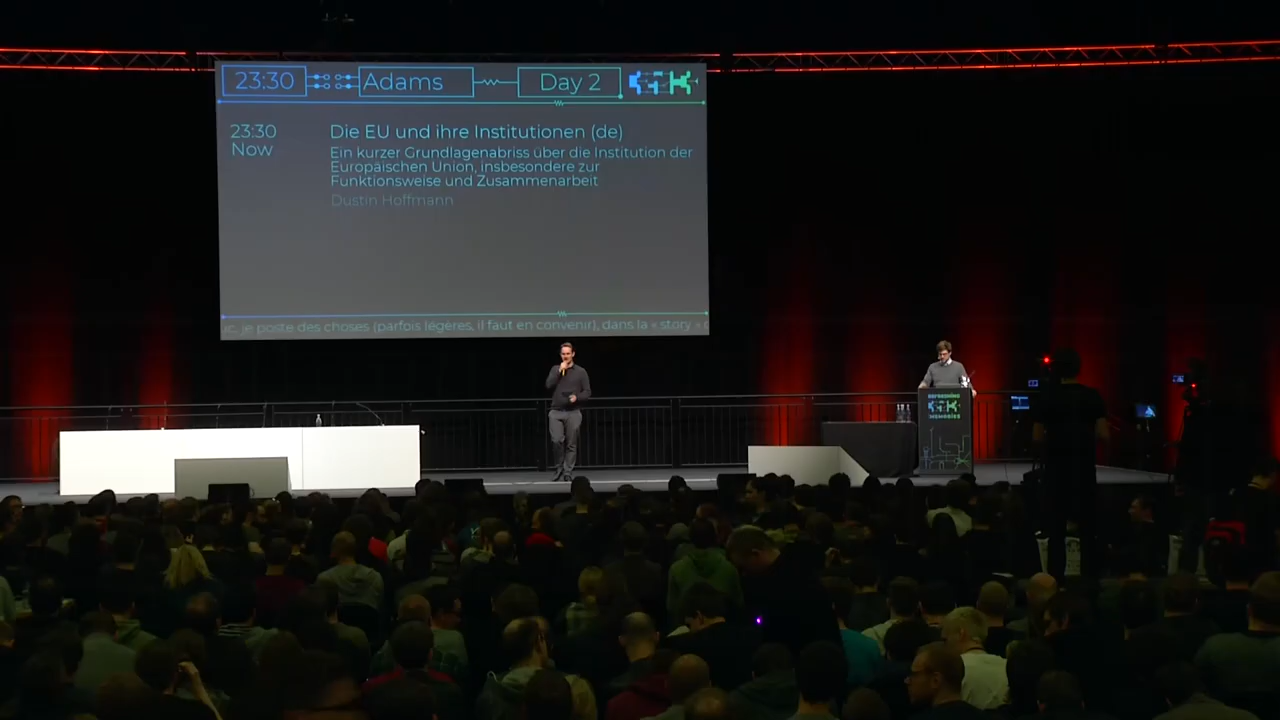 23:30 Adams Day 2
23:30
Now
Die EU und ihre Institutionen (de)
Ein kurzer Grundlagenabriss über die Institution der
Europäischen Union, insbesondere zur
Funktionsweise und Zusammenarbeit
Dustin Hoffmann
je poste des choses (parfois légères, il faut en convenir), dans la « story »
REFRESHING
MEMORIES